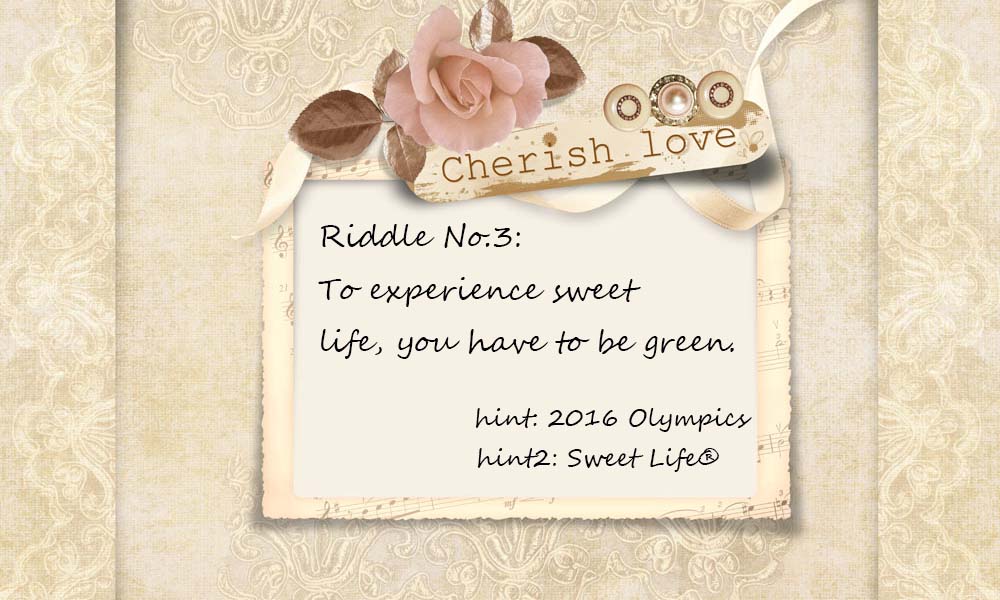 Cherish love
Riddle No.3:
To experience sweet
life, you have to be green.
hint: 2016 Olympics
hint2: Sweet Life®